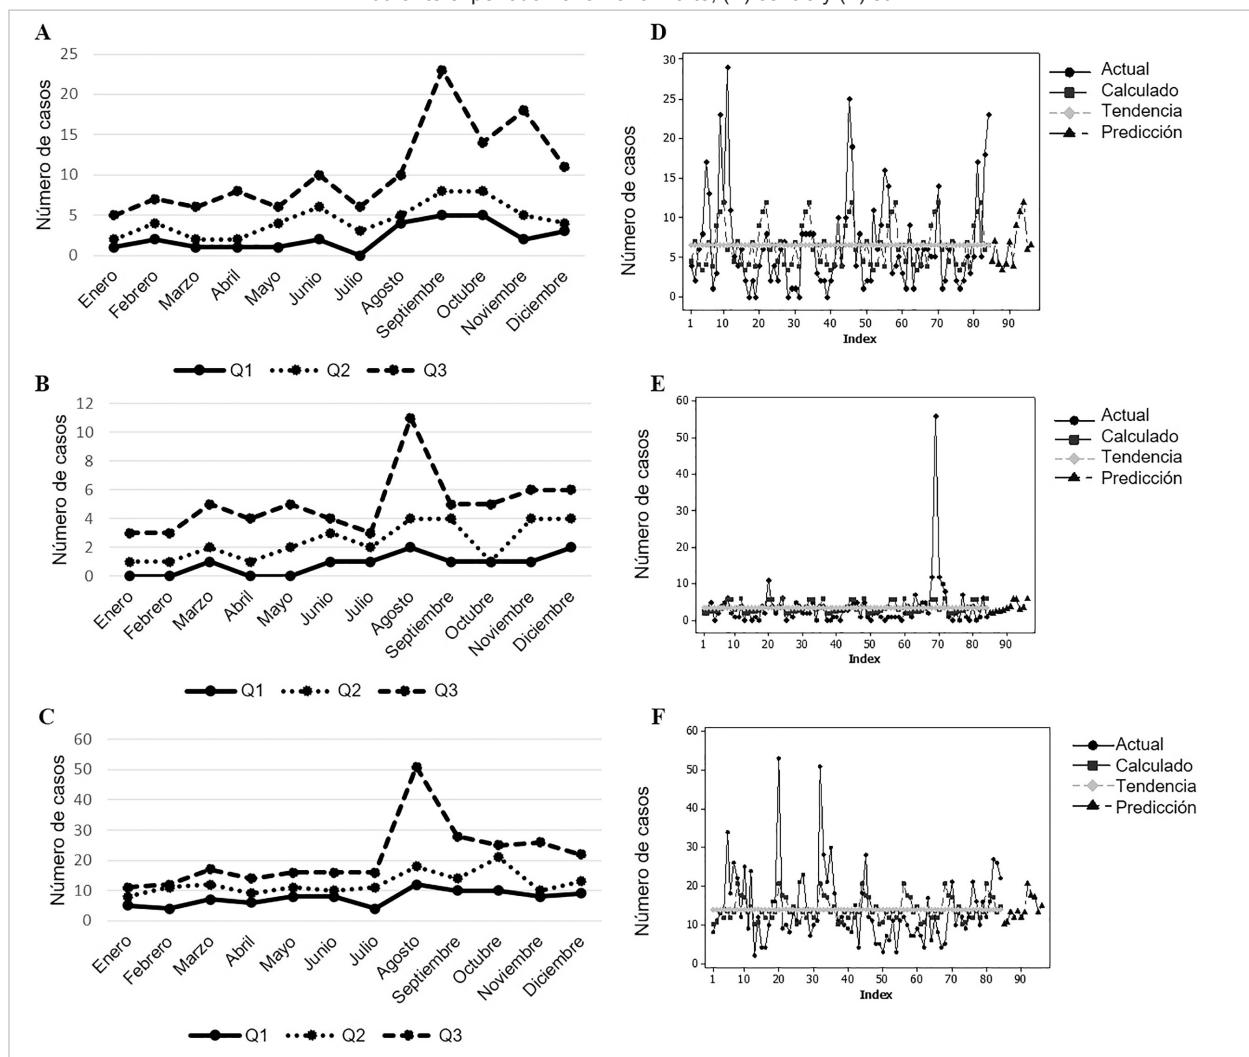 A
Número de casos
25
20
15
10
5
0
Enero
Febrero
Marzo
Abril
Mayo
Junio
Julio
Agosto
Septiembre
Octubre
Noviembre
Diciembre
Q1 Q2 Q3
B
Número de casos
12
10
8
6
4
2
0
Enero
Febrero
Marzo
Abril
Mayo
Junio
Julio
Agosto
Septiembre
Octubre
Noviembre
Diciembre
Q1 Q2 Q3
C
Número de casos
60
50
40
30
20
10
0
Enero
Febrero
Marzo
Abril
Mayo
Junio
Julio
Agosto
Septiembre
Octubre
Noviembre
Diciembre
Q1 Q2 Q3
D
Número de casos
30
25
20
15
10
5
0
1 10 20 30 40 50 60 70 80 90
Index
Actual
Calculado
Tendencia
Predicción
E
Número de casos
60
50
40
30
20
10
0
1 10 20 30 40 50 60 70 80 90
Index
Actual
Calculado
Tendencia
Predicción
F
Número de casos
60
50
40
30
20
10
0
1 10 20 30 40 50 60 70 80 90
Index
Actual
Calculado
Tendencia
Predicción